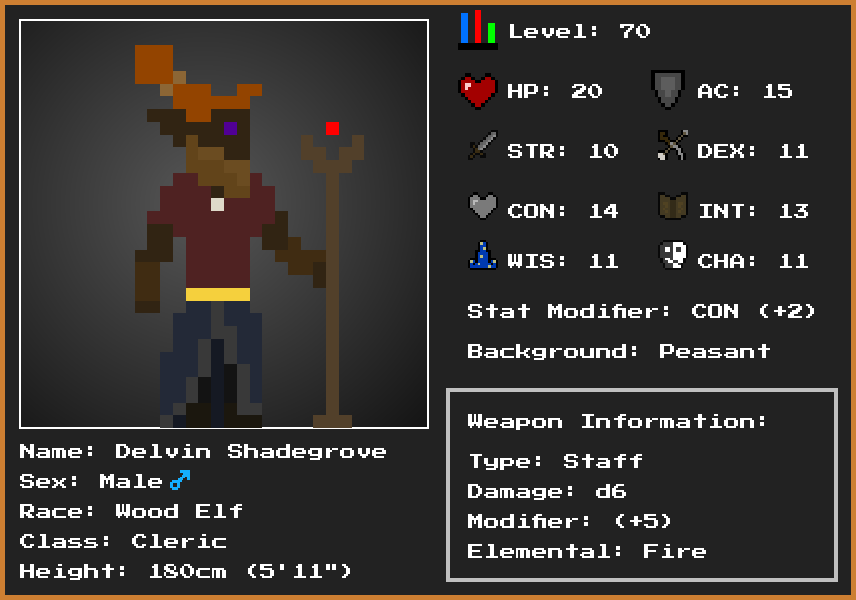 Level: 70
HP: 20
AC: 15
STR: 10
DEX: 11
CON: 14
INT: 13
WIS: 11
CHA: 11
Stat Modifier: CON (+2)
Background: Peasant
Weapon Information:
Type: Staff
Damage: d6
Modifier: (+5)
Elemental: Fire
Name: Delvin Shadegrove
Sex: Male♂
Race: Wood Elf
Class: Cleric
Height: 180cm (5'11")